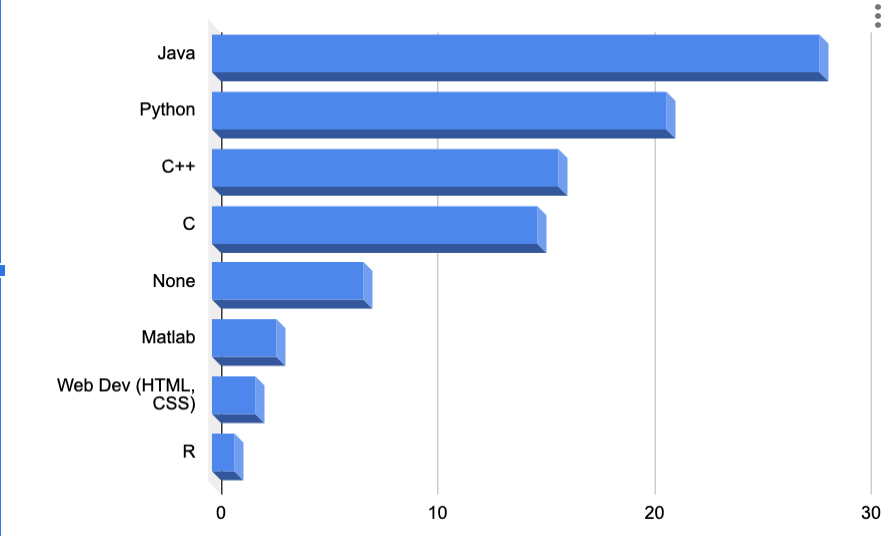 Java
Python
C++
C
None
Matlab
Web Dev (HTML,
CSS)
R
0 10 20 30